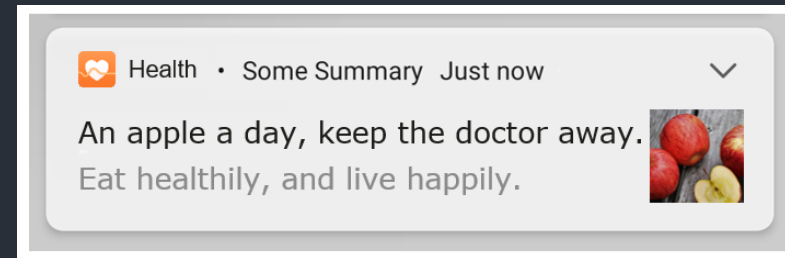 Health • Some Summary Just now
An apple a day, keep the doctor away.
Eat healthily, and live happily.